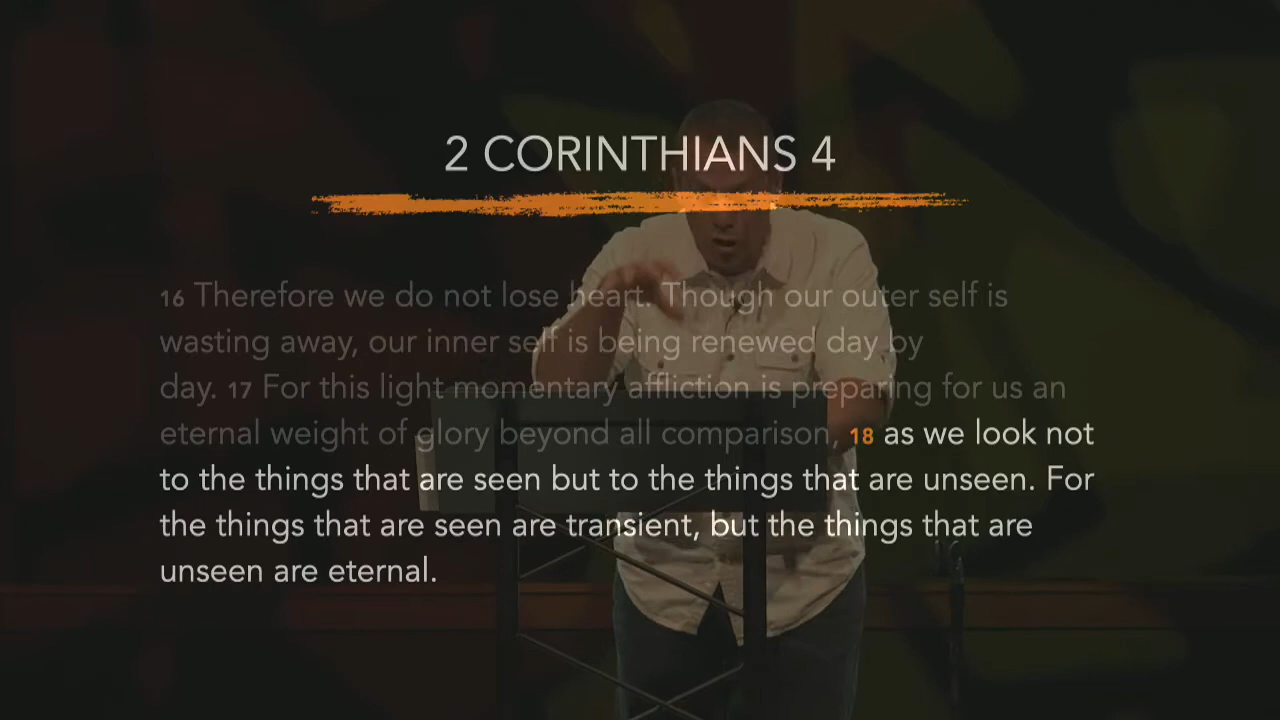 2 CORINTHIANS 4
16 Therefore we do not lose heart. Though our outer self is
wasting away, our inner self is being renewed day by
day. 17 For this light momentary affliction is preparing for us an
eternal weight of glory beyond all comparison, 18 as we look not
to the things that are seen but to the things that are unseen. For
the things that are seen are transient, but the things that are
unseen are eternal.